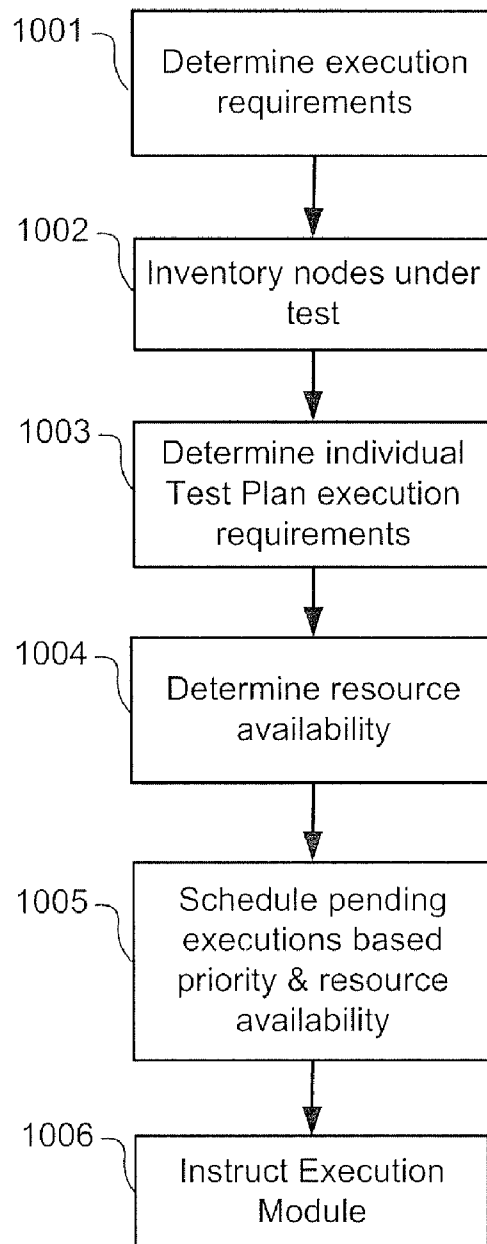 1001
Determine execution
requirements
1002
Inventory nodes under
test
1003
Determine individual
Test Plan execution
requirements
1004
Determine resource
availability
1005
Schedule pending
executions based
priority & resource
availability
1006
Instruct Execution
Module